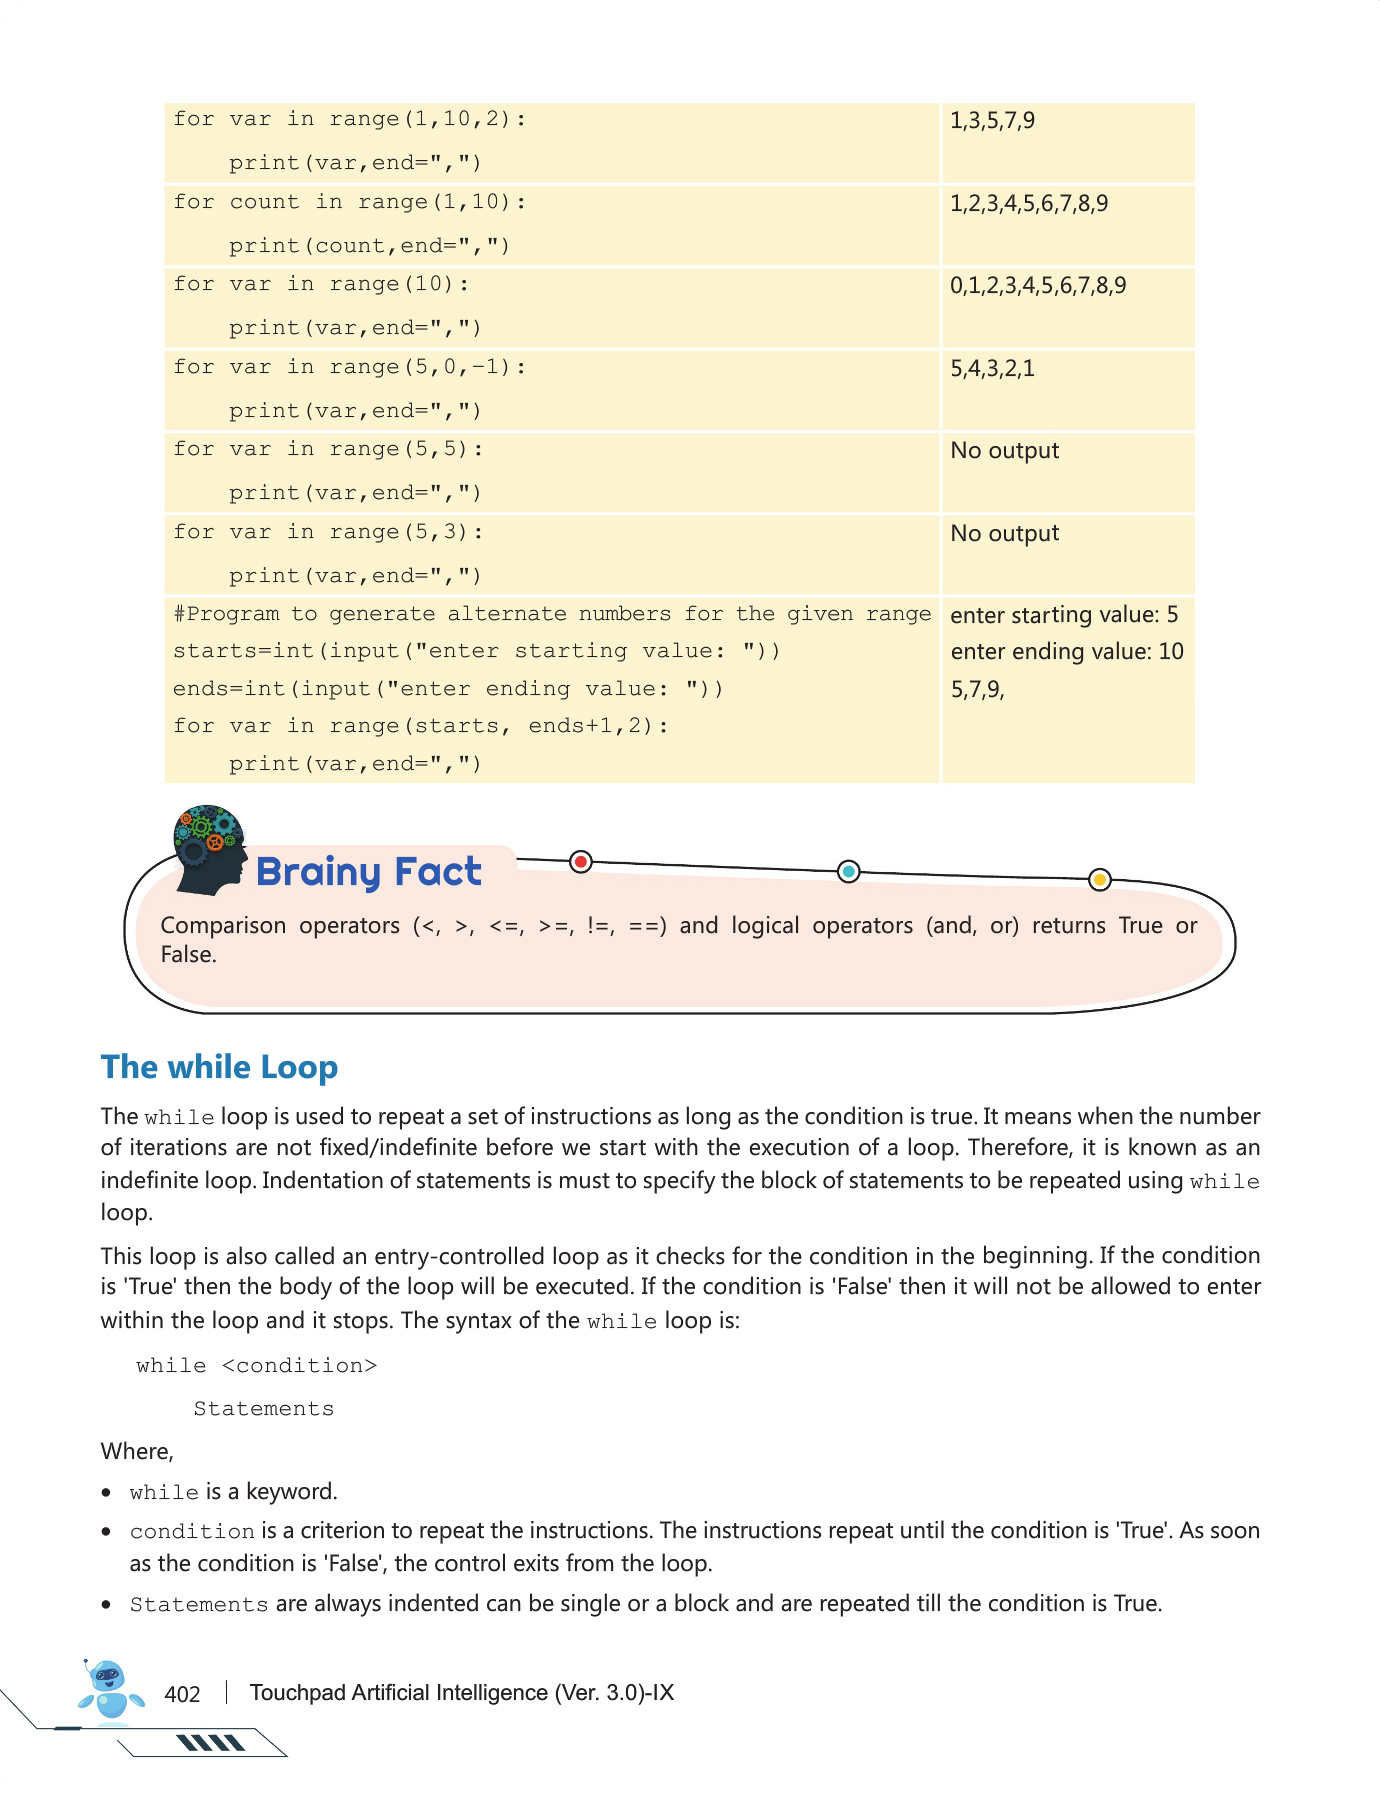 for var in range(1,10,2):
1,3,5,7,9
    print(var,end=",")
for count in range(1,10):
1,2,3,4,5,6,7,8,9
    print(count,end=",")
for var in range(10):
0,1,2,3,4,5,6,7,8,9
    print(var,end=",")
for var in range(5,0,-1):
5,4,3,2,1
    print(var,end=",")
for var in range(5,5):
No output
    print(var,end=",")
for var in range(5,3):
No output
    print(var,end=",")
#Program to generate alternate numbers for the given range
starts=int(input("enter starting value: "))
ends=int(input("enter ending value: "))
for var in range(starts, ends+1,2):
    print(var,end=",")
enter starting value: 5
enter ending value: 10
5,7,9,
Brainy Fact
Comparison operators (<, >, <=, >=, !=, ==) and logical operators (and, or) returns True or
False.
The while Loop
The while loop is used to repeat a set of instructions as long as the condition is true. It means when the number
of iterations are not fixed/indefinite before we start with the execution of a loop. Therefore, it is known as an
indefinite loop. Indentation of statements is must to specify the block of statements to be repeated using while
loop.
This loop is also called an entry-controlled loop as it checks for the condition in the beginning. If the condition
is 'True' then the body of the loop will be executed. If the condition is 'False' then it will not be allowed to enter
within the loop and it stops. The syntax of the while loop is:
while <condition>
    Statements
Where,
• while is a keyword.
• condition is a criterion to repeat the instructions. The instructions repeat until the condition is 'True'. As soon
as the condition is 'False', the control exits from the loop.
• Statements are always indented can be single or a block and are repeated till the condition is True.
402 | Touchpad Artificial Intelligence (Ver. 3.0)-IX